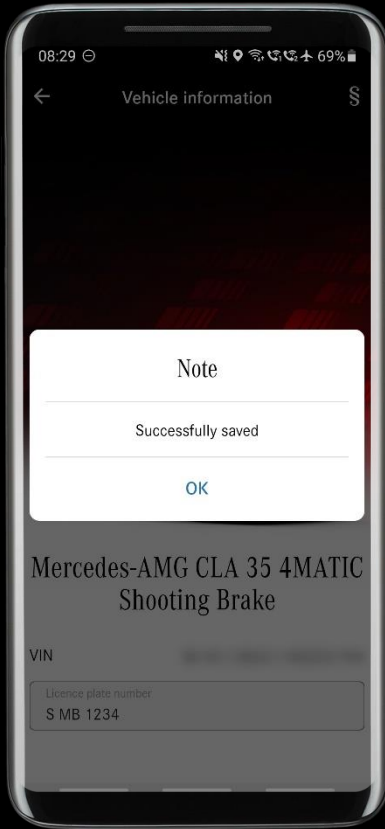 08:29 69%
Vehicle information §
Note
Successfully saved
OK
Mercedes-AMG CLA 35 4MATIC
Shooting Brake
VIN
Licence plate number
S MB 1234